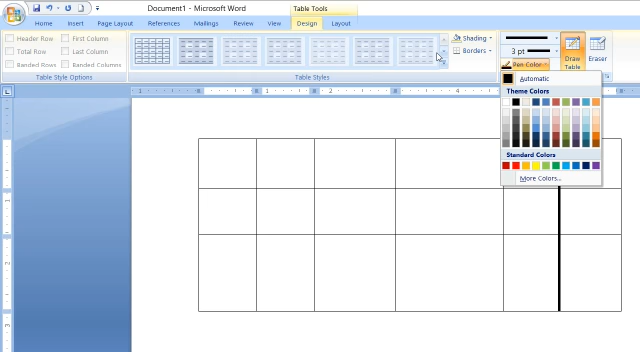 Document1 - Microsoft Word
Table Tools
Home Insert Page Layout References Mailings Review View Design Layout
Header Row First Column
Total Row Last Column
Banded Rows Banded Columns
Table Style Options
Table Styles
Shading
Borders
3 pt
Pen Color
Draw Table
Eraser
Automatic
Theme Colors
Standard Colors
More Colors...